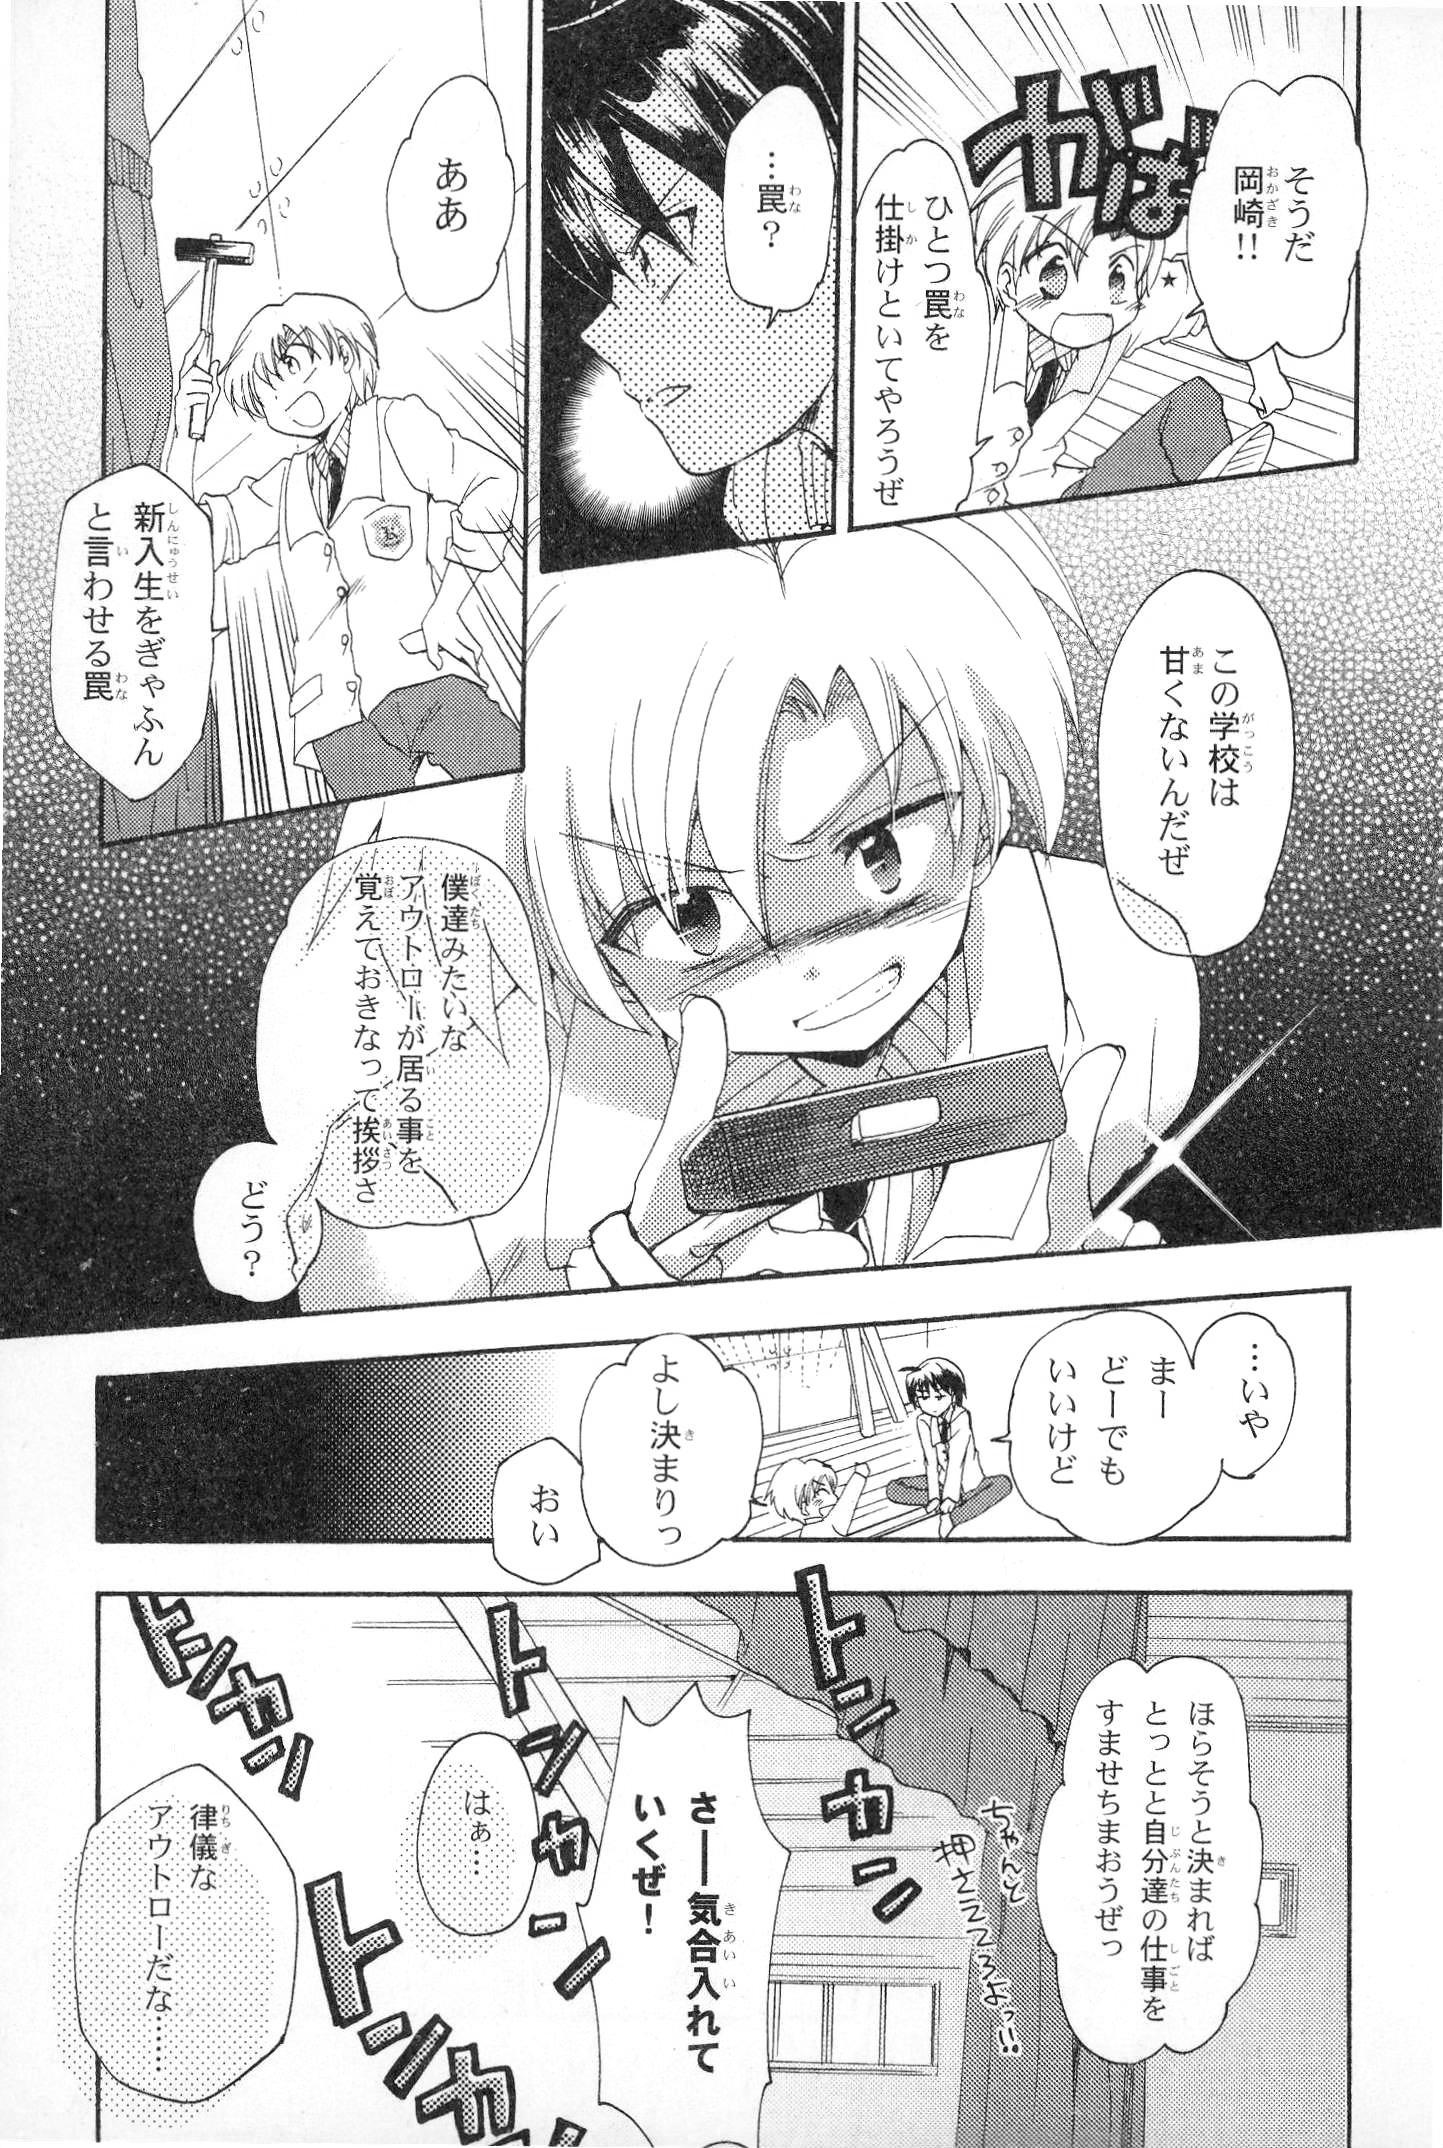 そうだ
岡崎!!
がばっ
ひとつ罠を
仕掛けといてやろうぜ
…罠?
ああ
新入生をぎゃふん
と言わせる罠
この学校は
甘くないんだぜ
僕達みたいな
アウトローが居る事を
覚えておきなって挨拶さ
どう?
…いや
まー
どーでも
いいけど
よし決まりっ
おい
ほらそうと決まれば
とっとと自分達の仕事を
すませちまおうぜっ
ちゃんと
押さえてろよっ!!
トンカン
さー──気合入れて
いくぜ!
トンカン
はぁ…
トンカン
トンカン
律儀な
アウトローだな……